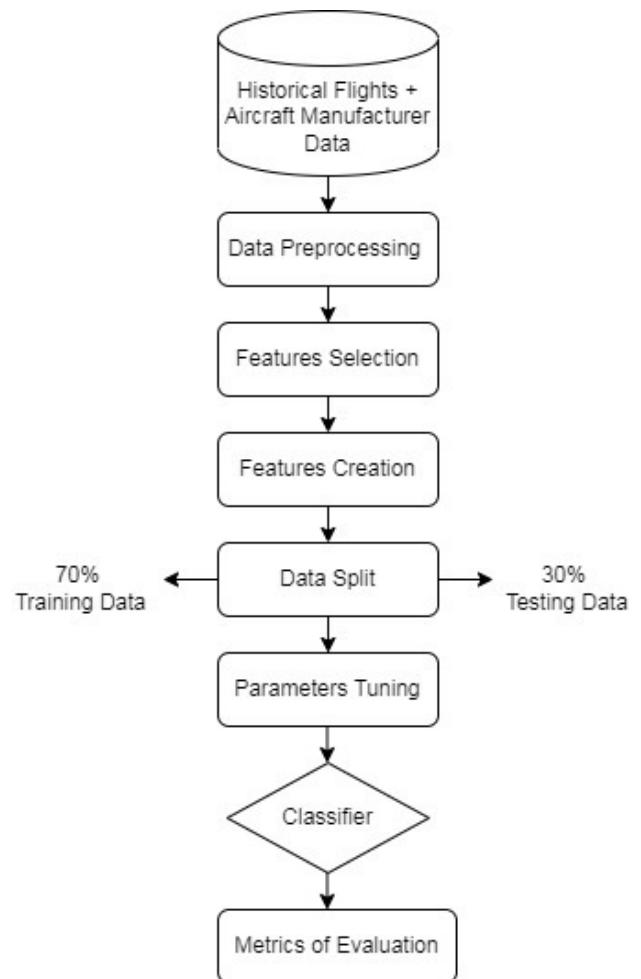 Historical Flights +
Aircraft Manufacturer
Data
Data Preprocessing
Features Selection
Features Creation
70%
Training Data
Data Split
30%
Testing Data
Parameters Tuning
Classifier
Metrics of Evaluation